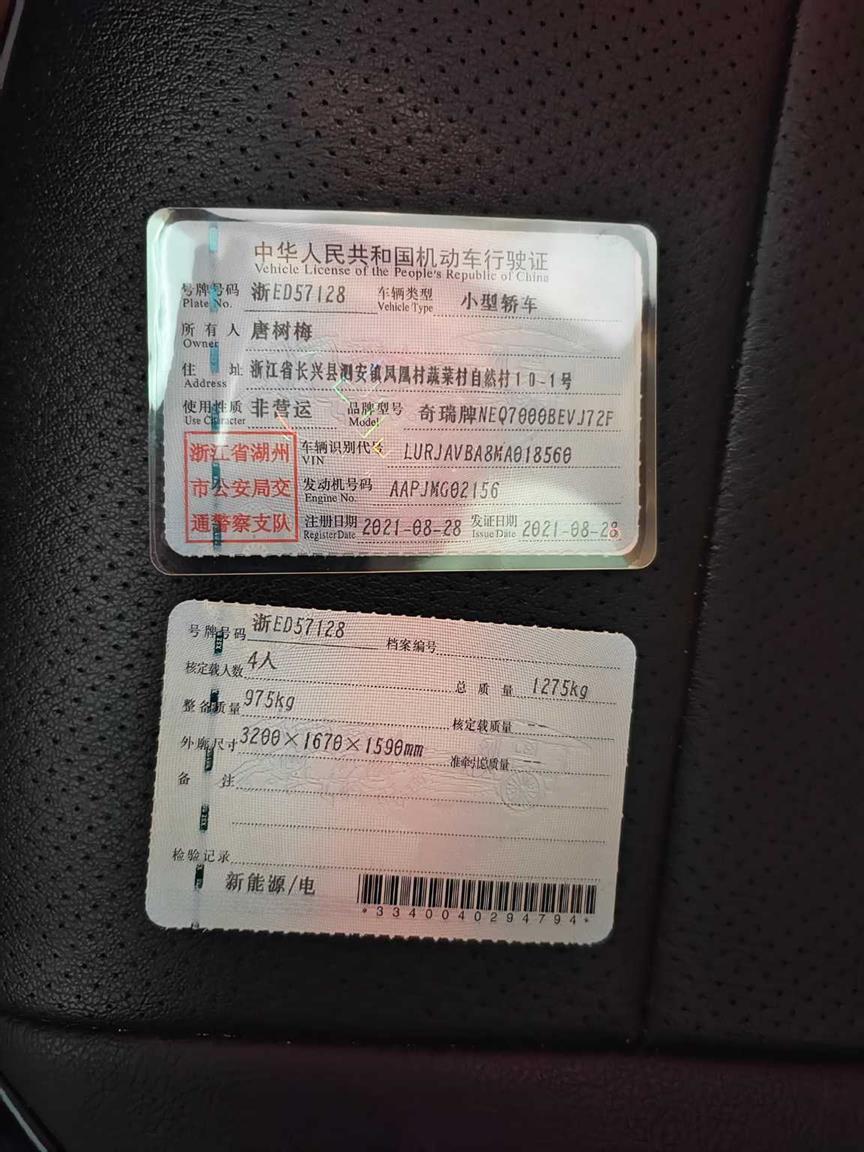 中华人民共和国机动车行驶证
Vehicle License of the People's Republic of China
号牌号码 浙ED57128 车辆类型 小型轿车
Plate No. Vehicle Type
所有人 唐树梅
Owner
住址 浙江省长兴县泗安镇凤凰村蔬菜村自然村10-1号
Address
使用性质 非营运 品牌型号 奇瑞牌NEQ7000BEVJ72F
Use Character Model
浙江省湖州
市公安局交
通警察支队
车辆识别代号 LURJAVBA8MA018560
VIN
发动机号码 AAPJMG02156
Engine No.
注册日期 2021-08-28 发证日期 2021-08-28
Register Date Issue Date
号牌号码 浙ED57128 档案编号
核定载人数 4人 总质量 1275kg
整备质量 975kg 核定载质量 --
外廓尺寸 3200×1670×1590mm 准牵引总质量 --
备注
检验记录
新能源/电
*3340040294794*